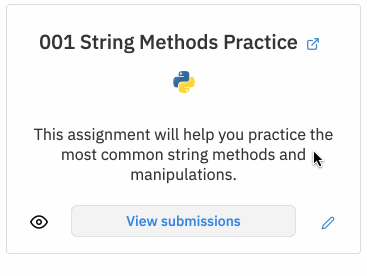 001 String Methods Practice
This assignment will help you practice the
most common string methods and
manipulations.
View submissions